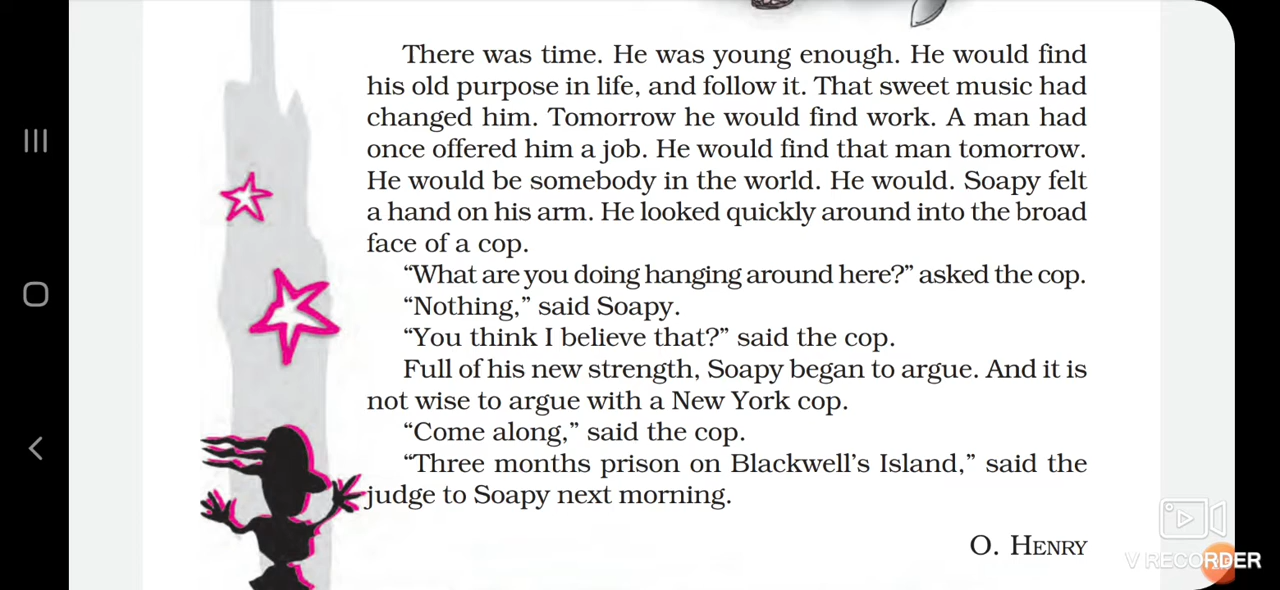 There was time. He was young enough. He would find
his old purpose in life, and follow it. That sweet music had
changed him. Tomorrow he would find work. A man had
once offered him a job. He would find that man tomorrow.
He would be somebody in the world. He would. Soapy felt
a hand on his arm. He looked quickly around into the broad
face of a cop.
“What are you doing hanging around here?” asked the cop.
“Nothing,” said Soapy.
“You think I believe that?” said the cop.
Full of his new strength, Soapy began to argue. And it is
not wise to argue with a New York cop.
“Come along,” said the cop.
“Three months prison on Blackwell’s Island,” said the
judge to Soapy next morning.
O. HENRY
V RECORDER